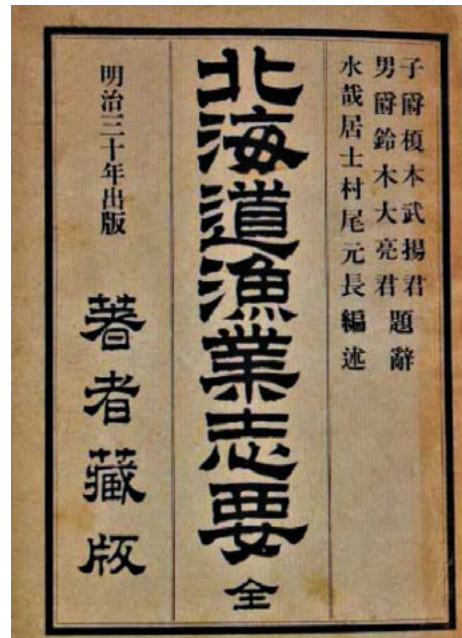 子爵榎本武揚君
男爵鈴木大亮君題辭
水哉居士村尾元長編述
北海道漁業志要全
明治三十年出版
著者藏版